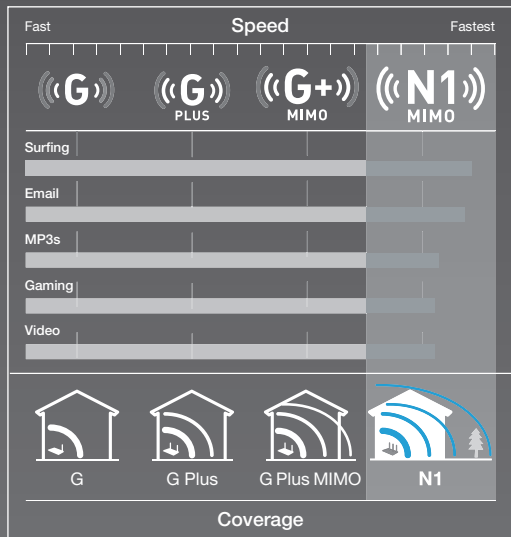 Fast Speed Fastest
G G G+ N1
PLUS MIMO MIMO
Surfing
Email
MP3s
Gaming
Video
G G Plus G Plus MIMO N1
Coverage